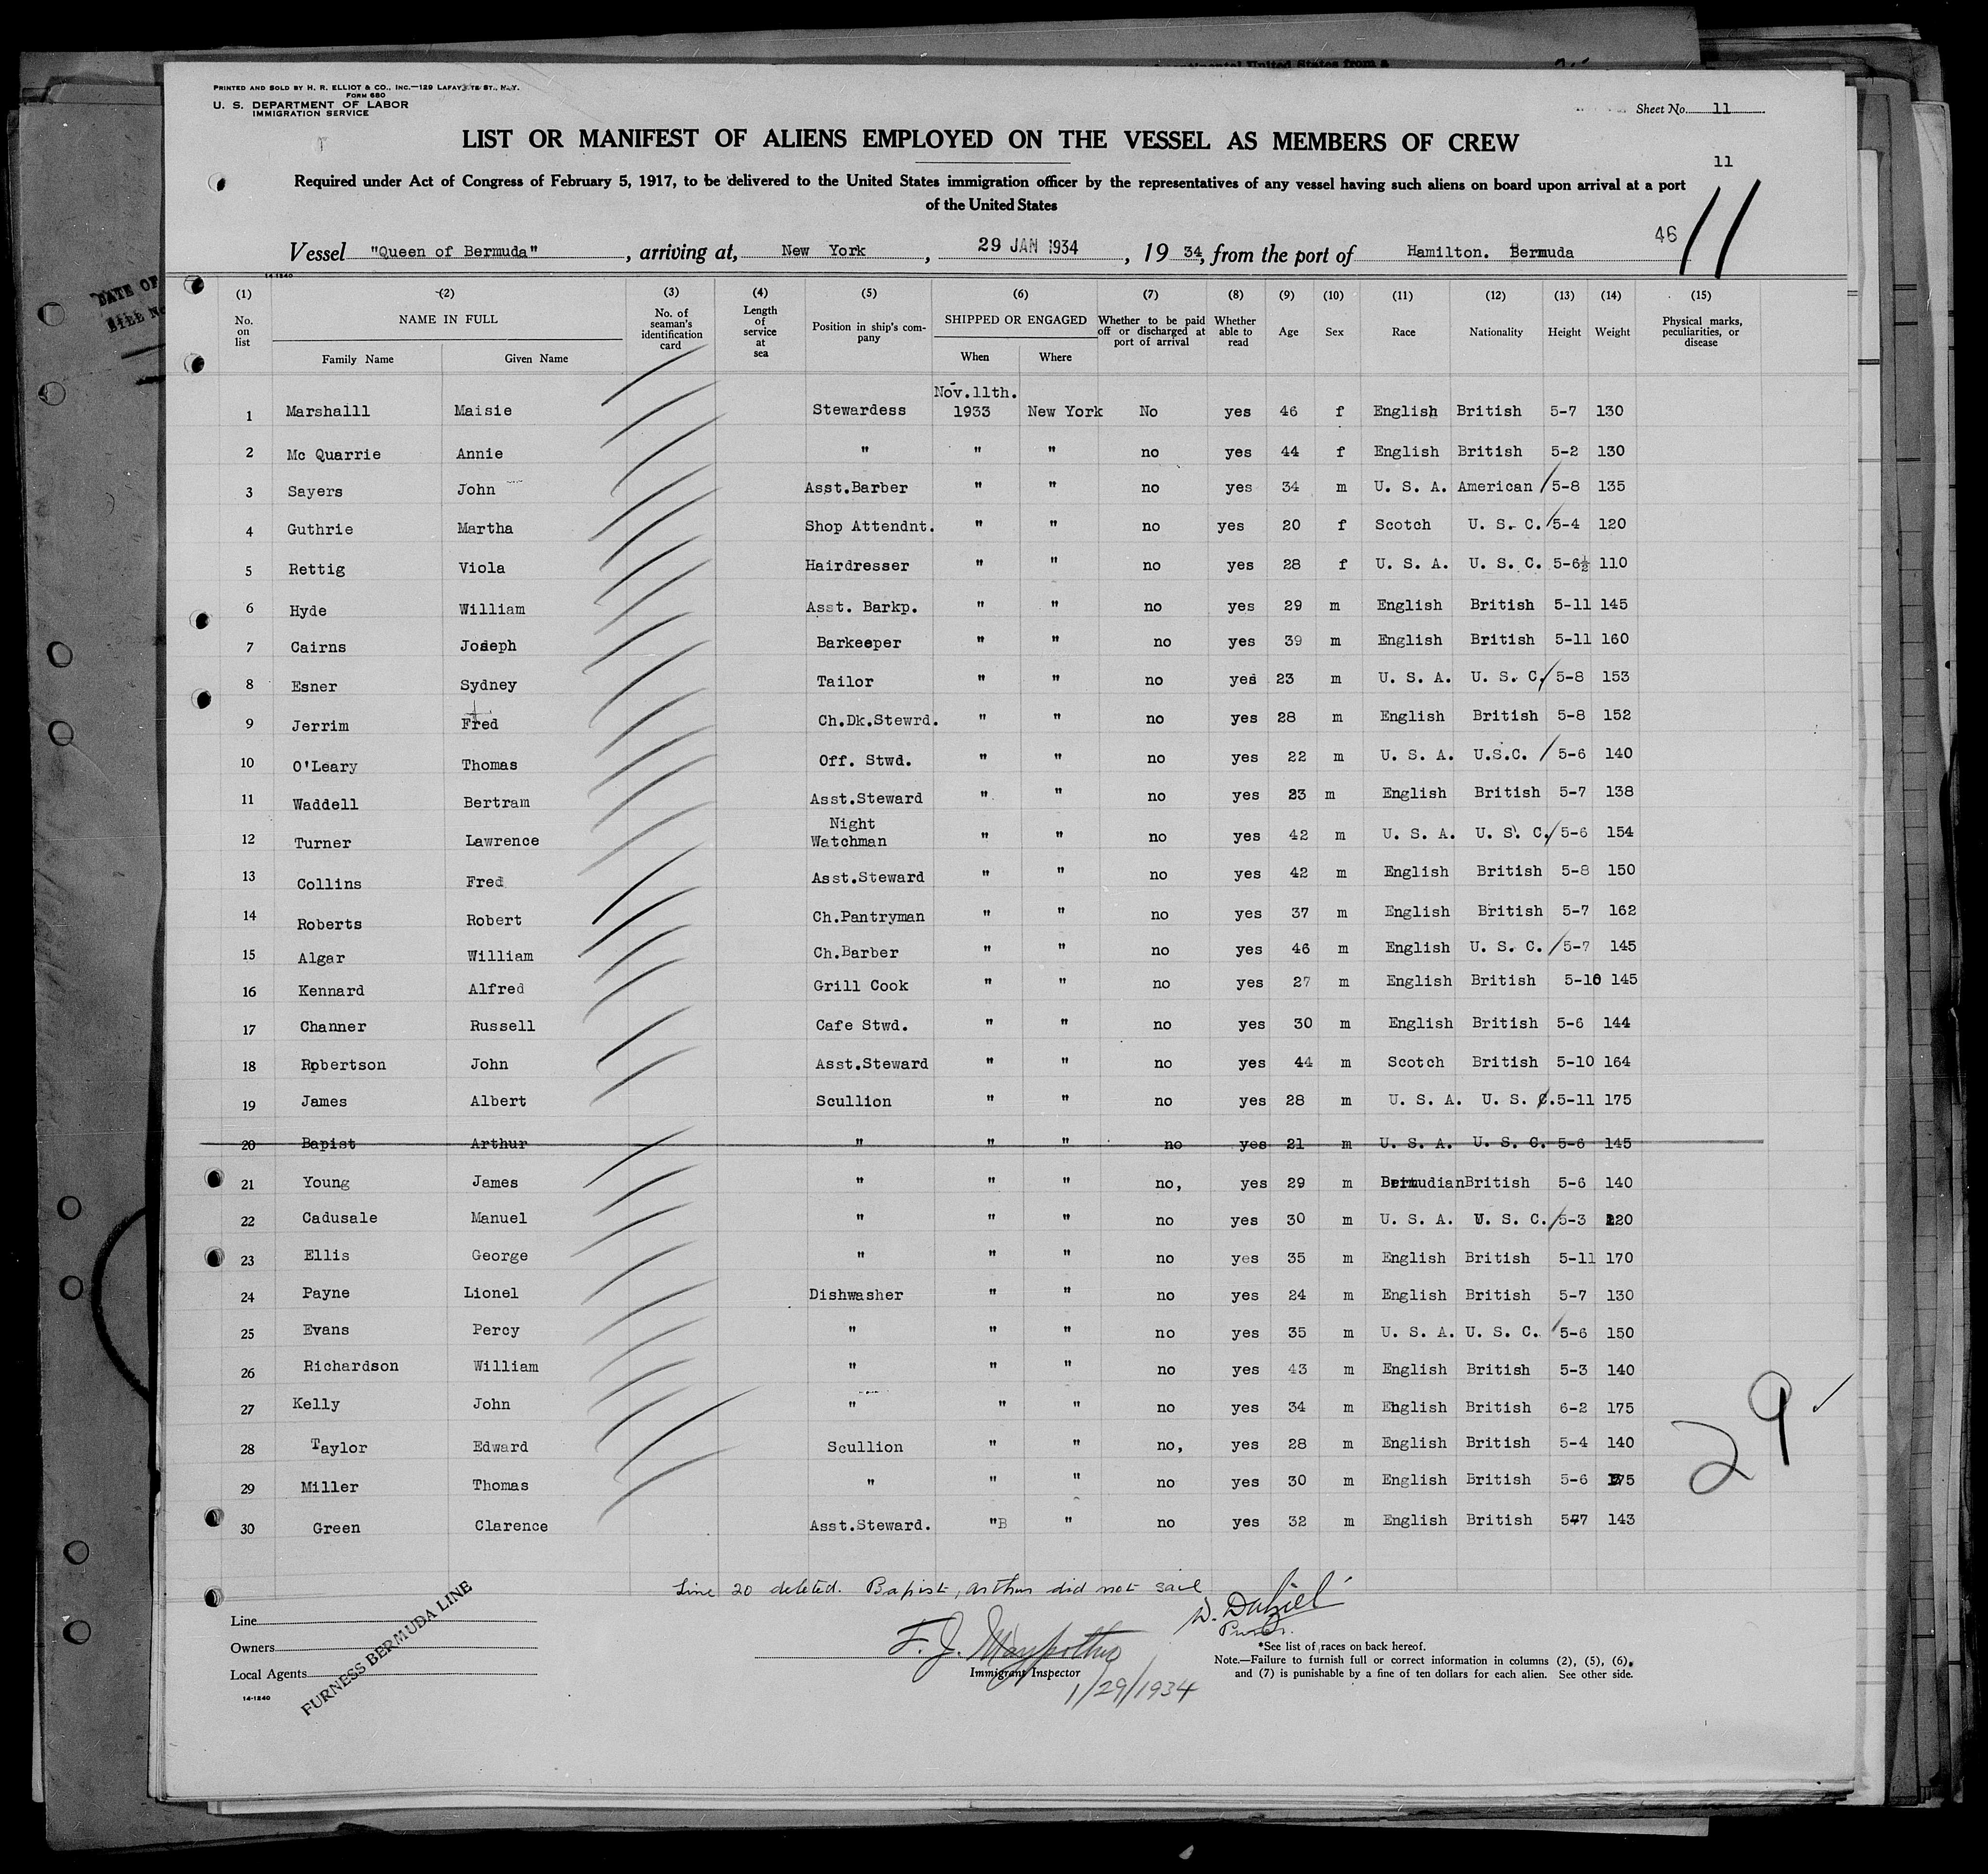 PRINTED AND SOLD BY H. R. ELLIOT & CO., INC.—129 LAFAYETTE ST., N.Y.
FORM 680
U. S. DEPARTMENT OF LABOR
IMMIGRATION SERVICE
Sheet No. 11
LIST OR MANIFEST OF ALIENS EMPLOYED ON THE VESSEL AS MEMBERS OF CREW
11
Required under Act of Congress of February 5, 1917, to be delivered to the United States immigration officer by the representatives of any vessel having such aliens on board upon arrival at a port
of the United States
46 11
Vessel "Queen of Bermuda", arriving at, New York, 29 JAN 1934, 19 34, from the port of Hamilton. Bermuda
14-1240
(1) (2) (3) (4) (5) (6) (7) (8) (9) (10) (11) (12) (13) (14) (15)
No. on list NAME IN FULL No. of seaman's identification card Length of service at sea Position in ship's company SHIPPED OR ENGAGED Whether to be paid off or discharged at port of arrival Whether able to read Age Sex Race Nationality Height Weight Physical marks, peculiarities, or disease
Family Name Given Name When Where
Nov.11th.
1 Marshalll Maisie Stewardess 1933 New York No yes 46 f English British 5-7 130
2 Mc Quarrie Annie " " " no yes 44 f English British 5-2 130
3 Sayers John Asst.Barber " " no yes 34 m U. S. A. American 5-8 135
4 Guthrie Martha Shop Attendnt. " " no yes 20 f Scotch U. S. C. 5-4 120
5 Rettig Viola Hairdresser " " no yes 28 f U. S. A. U. S. C. 5-6½ 110
6 Hyde William Asst. Barkp. " " no yes 29 m English British 5-11 145
7 Cairns Joseph Barkeeper " " no yes 39 m English British 5-11 160
8 Esner Sydney Tailor " " no yes 23 m U. S. A. U. S. C. 5-8 153
9 Jerrim Fred Ch.Dk.Stewrd. " " no yes 28 m English British 5-8 152
10 O'Leary Thomas Off. Stwd. " " no yes 22 m U. S. A. U.S.C. 5-6 140
11 Waddell Bertram Asst.Steward " " no yes 23 m English British 5-7 138
12 Turner Lawrence Night Watchman " " no yes 42 m U. S. A. U. S. C. 5-6 154
13 Collins Fred Asst.Steward " " no yes 42 m English British 5-8 150
14 Roberts Robert Ch.Pantryman " " no yes 37 m English British 5-7 162
15 Algar William Ch.Barber " " no yes 46 m English U. S. C. 5-7 145
16 Kennard Alfred Grill Cook " " no yes 27 m English British 5-10 145
17 Channer Russell Cafe Stwd. " " no yes 30 m English British 5-6 144
18 Robertson John Asst.Steward " " no yes 44 m Scotch British 5-10 164
19 James Albert Scullion " " no yes 28 m U. S. A. U. S. C. 5-11 175
20 Bapist Arthur " " " no yes 21 m U. S. A. U. S. C. 5-6 145
21 Young James " " " no, yes 29 m Bermudian British 5-6 140
22 Cadusale Manuel " " " no yes 30 m U. S. A. U. S. C. 5-3 120
23 Ellis George " " " no yes 35 m English British 5-11 170
24 Payne Lionel Dishwasher " " no yes 24 m English British 5-7 130
25 Evans Percy " " " no yes 35 m U. S. A. U. S. C. 5-6 150
26 Richardson William " " " no yes 43 m English British 5-3 140
27 Kelly John " " " no yes 34 m English British 6-2 175
28 Taylor Edward Scullion " " no, yes 28 m English British 5-4 140
29 Miller Thomas " " " no yes 30 m English British 5-6 175
30 Green Clarence Asst.Steward. "B " no yes 32 m English British 5-7 143
29 ✓
Line 20 deleted. Bapist, Arthur did not sail
W. Dalziel
Purser.
Line
Owners
Local Agents
FURNESS BERMUDA LINE
F. J.
Immigrant Inspector
1/29/1934
*See list of races on back hereof.
Note.—Failure to furnish full or correct information in columns (2), (5), (6),
and (7) is punishable by a fine of ten dollars for each alien. See other side.
14-1240
DATE OF